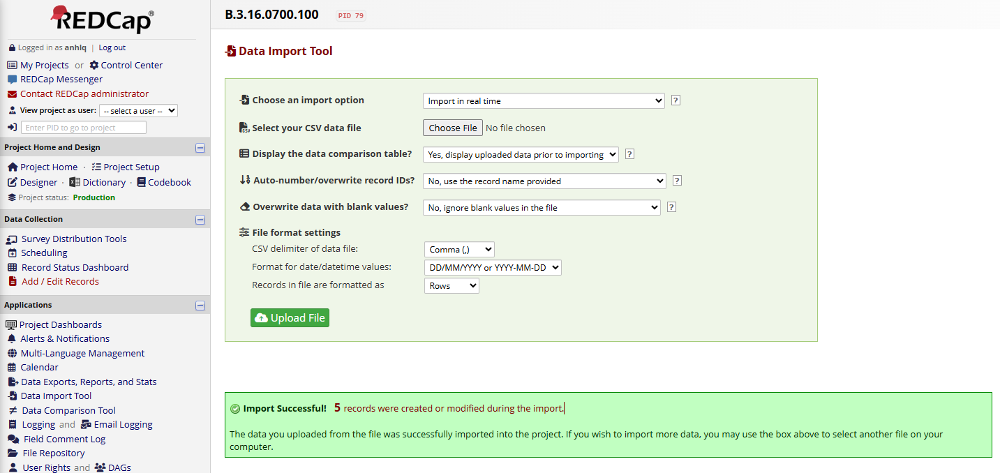 REDCap®
Logged in as anhlq | Log out
My Projects or Control Center
REDCap Messenger
Contact REDCap administrator
View project as user: -- select a user --
Enter PID to go to project
Project Home and Design
Project Home · Project Setup
Designer · Dictionary · Codebook
Project status: Production
Data Collection
Survey Distribution Tools
Scheduling
Record Status Dashboard
Add / Edit Records
Applications
Project Dashboards
Alerts & Notifications
Multi-Language Management
Calendar
Data Exports, Reports, and Stats
Data Import Tool
Data Comparison Tool
Logging and Email Logging
Field Comment Log
File Repository
User Rights and DAGs
B.3.16.0700.100 PID 79
Data Import Tool
Choose an import option Import in real time ?
Select your CSV data file Choose File No file chosen
Display the data comparison table? Yes, display uploaded data prior to importing ?
Auto-number/overwrite record IDs? No, use the record name provided ?
Overwrite data with blank values? No, ignore blank values in the file ?
File format settings
CSV delimiter of data file: Comma (,)
Format for date/datetime values: DD/MM/YYYY or YYYY-MM-DD
Records in file are formatted as Rows
Upload File
Import Successful! 5 records were created or modified during the import.
The data you uploaded from the file was successfully imported into the project. If you wish to import more data, you may use the box above to select another file on your
computer.